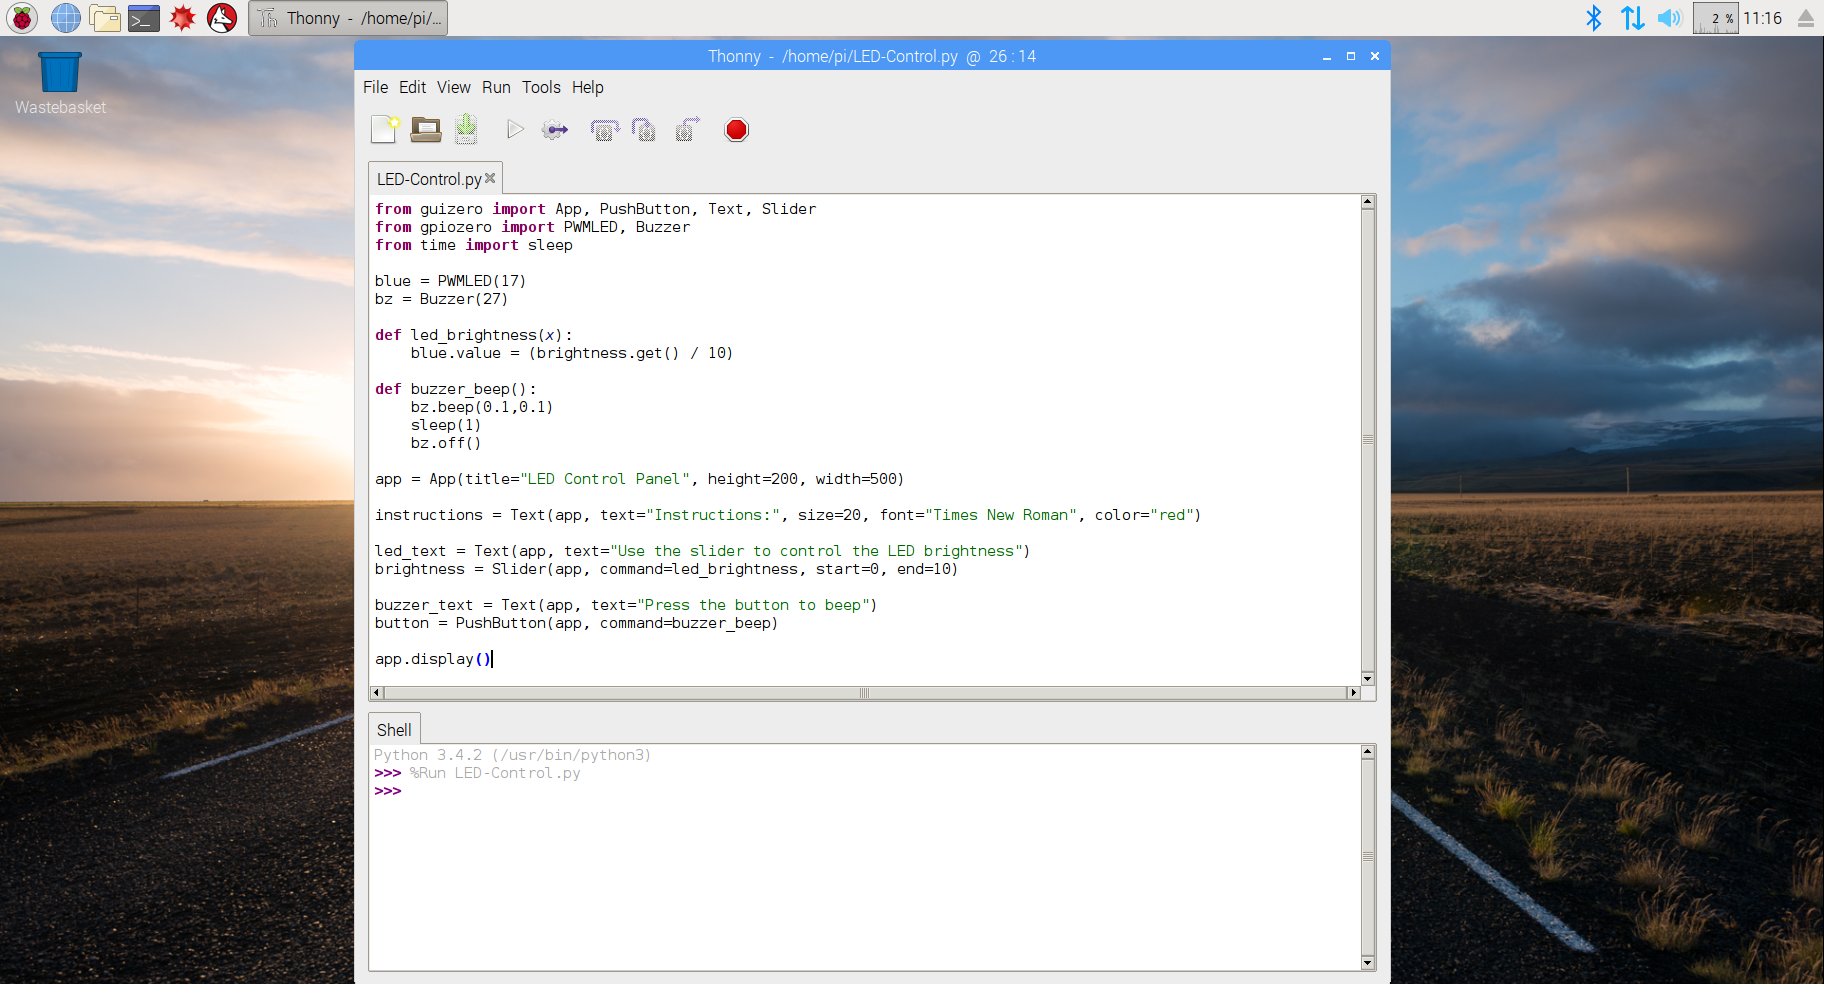 Thonny - /home/pi/...
2 %
11:16
Wastebasket
Thonny - /home/pi/LED-Control.py @ 26:14
File Edit View Run Tools Help
LED-Control.py
from guizero import App, PushButton, Text, Slider
from gpiozero import PWMLED, Buzzer
from time import sleep
blue = PWMLED(17)
bz = Buzzer(27)
def led_brightness(x):
    blue.value = (brightness.get() / 10)
def buzzer_beep():
    bz.beep(0.1,0.1)
    sleep(1)
    bz.off()
app = App(title="LED Control Panel", height=200, width=500)
instructions = Text(app, text="Instructions:", size=20, font="Times New Roman", color="red")
led_text = Text(app, text="Use the slider to control the LED brightness")
brightness = Slider(app, command=led_brightness, start=0, end=10)
buzzer_text = Text(app, text="Press the button to beep")
button = PushButton(app, command=buzzer_beep)
app.display()
Shell
Python 3.4.2 (/usr/bin/python3)
>>> %Run LED-Control.py
>>>